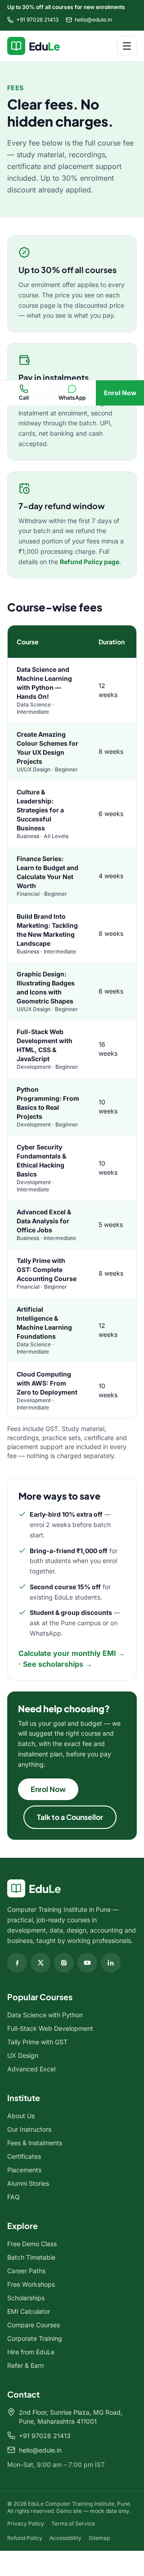 Up to 30% off all courses for new enrolments
+91 97026 21413
hello@edule.in
EduLe
FEES
Clear fees. No
hidden charges.
Every fee below is the full course fee
— study material, recordings,
certificate and placement support
included. Up to 30% enrolment
discount already applied.
Up to 30% off all courses
Our enrolment offer applies to every
course. The price you see on each
course page is the discounted price
— what you see is what you pay.
Pay in instalments
Call
WhatsApp
Enrol Now
instalment at enrolment, second
midway through the batch. UPI,
cards, net banking and cash
accepted.
7-day refund window
Withdraw within the first 7 days of
your batch and we refund the
unused portion of your fees minus a
₹1,000 processing charge. Full
details on the Refund Policy page.
Course-wise fees
Course
Duration
Data Science and
Machine Learning
with Python —
Hands On!
Data Science ·
Intermediate
12
weeks
Create Amazing
Colour Schemes for
Your UX Design
Projects
UI/UX Design · Beginner
8 weeks
Culture &
Leadership:
Strategies for a
Successful
Business
Business · All Levels
6 weeks
Finance Series:
Learn to Budget and
Calculate Your Net
Worth
Financial · Beginner
4 weeks
Build Brand Into
Marketing: Tackling
the New Marketing
Landscape
Business · Intermediate
8 weeks
Graphic Design:
Illustrating Badges
and Icons with
Geometric Shapes
UI/UX Design · Beginner
6 weeks
Full-Stack Web
Development with
HTML, CSS &
JavaScript
Development · Beginner
16
weeks
Python
Programming: From
Basics to Real
Projects
Development · Beginner
10
weeks
Cyber Security
Fundamentals &
Ethical Hacking
Basics
Development ·
Intermediate
10
weeks
Advanced Excel &
Data Analysis for
Office Jobs
Business · Intermediate
5 weeks
Tally Prime with
GST: Complete
Accounting Course
Financial · Beginner
8 weeks
Artificial
Intelligence &
Machine Learning
Foundations
Data Science ·
Intermediate
12
weeks
Cloud Computing
with AWS: From
Zero to Deployment
Development ·
Intermediate
10
weeks
Fees include GST. Study material,
recordings, practice sets, certificate and
placement support are included in every
fee — nothing is charged separately.
More ways to save
Early-bird 10% extra off —
enrol 2 weeks before batch
start.
Bring-a-friend ₹1,000 off for
both students when you enrol
together.
Second course 15% off for
existing EduLe students.
Student & group discounts —
ask at the Pune campus or on
WhatsApp.
Calculate your monthly EMI →
· See scholarships →
Need help choosing?
Tell us your goal and budget — we
will suggest the right course and
batch, with the exact fee and
instalment plan, before you pay
anything.
Enrol Now
Talk to a Counsellor
EduLe
Computer Training Institute in Pune —
practical, job-ready courses in
development, data, design, accounting and
business, taught by working professionals.
Popular Courses
Data Science with Python
Full-Stack Web Development
Tally Prime with GST
UX Design
Advanced Excel
Institute
About Us
Our Instructors
Fees & Instalments
Certificates
Placements
Alumni Stories
FAQ
Explore
Free Demo Class
Batch Timetable
Career Paths
Free Workshops
Scholarships
EMI Calculator
Compare Courses
Corporate Training
Hire from EduLe
Refer & Earn
Contact
2nd Floor, Sunshine Plaza, MG Road,
Pune, Maharashtra 411001
+91 97026 21413
hello@edule.in
Mon–Sat, 9:00 am – 7:00 pm IST
© 2026 EduLe Computer Training Institute, Pune.
All rights reserved. Demo site — mock data only.
Privacy Policy
Terms of Service
Refund Policy
Accessibility
Sitemap